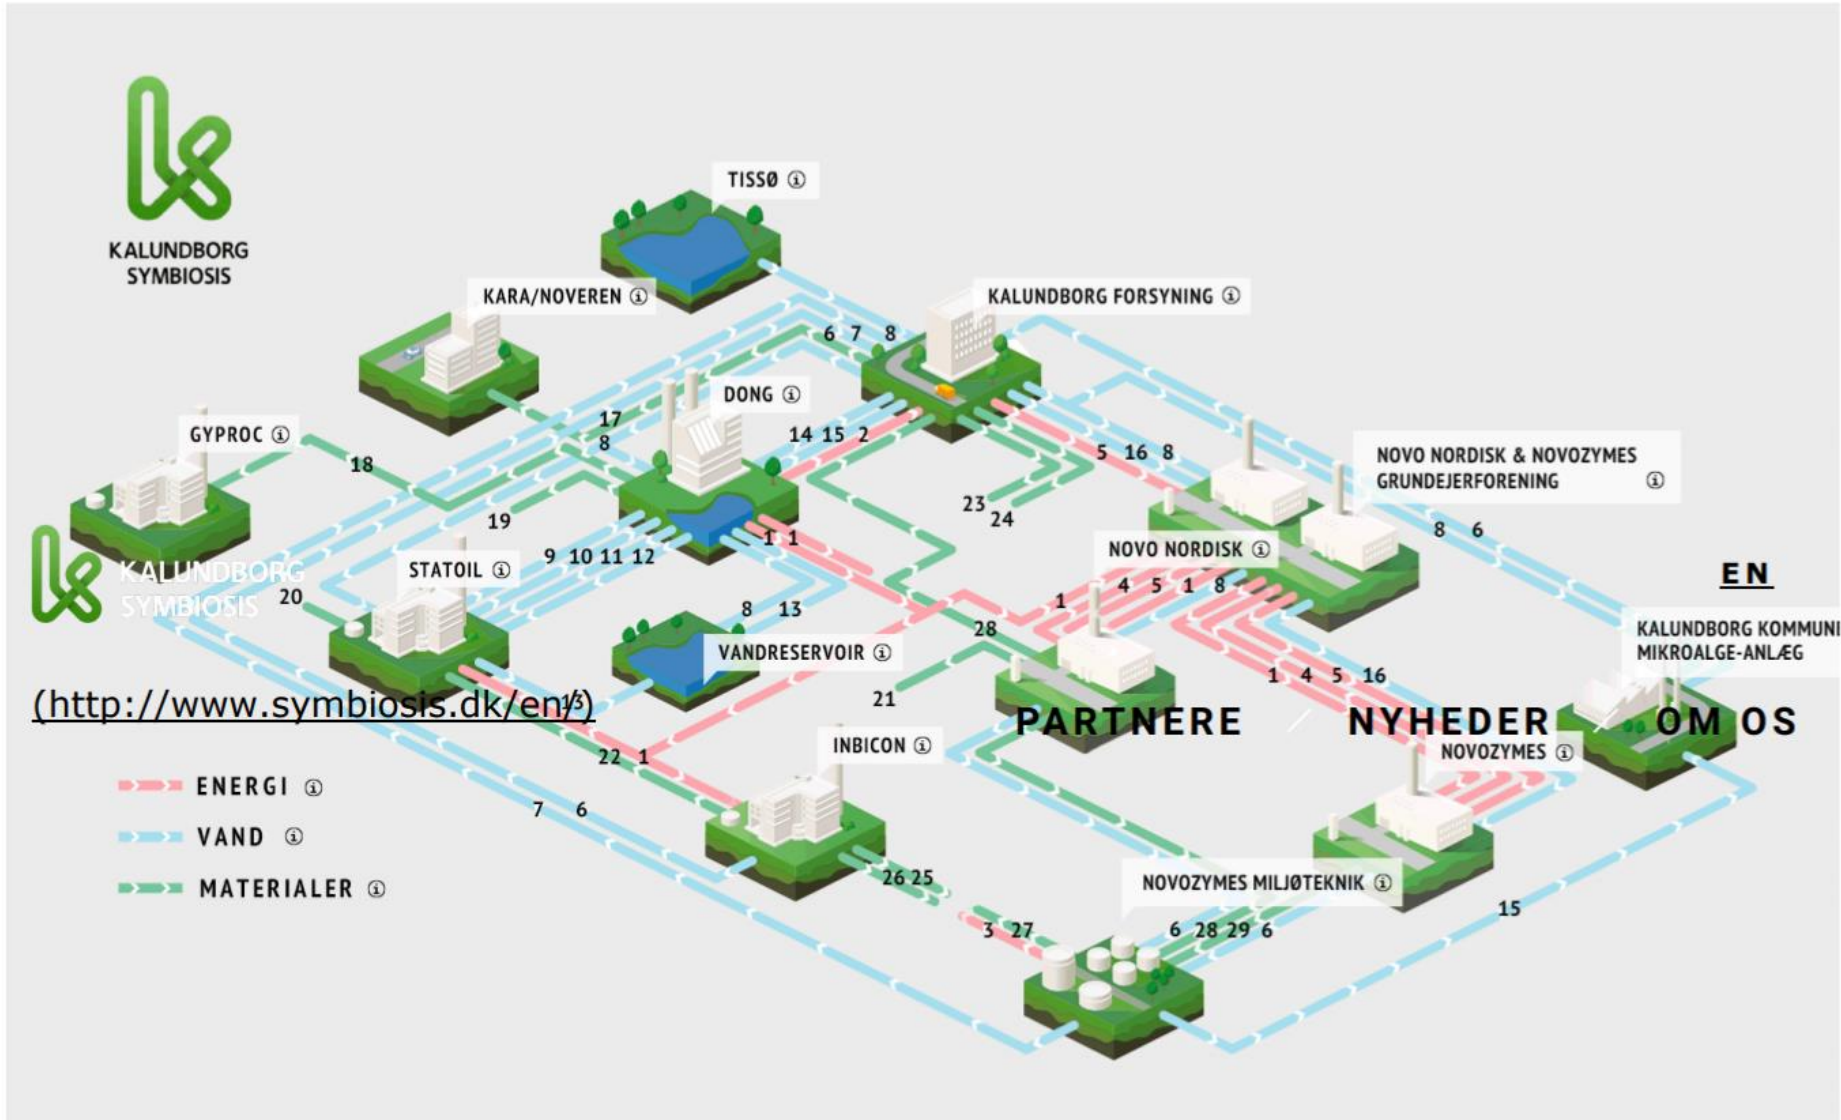 KALUNDBORG
SYMBIOSIS
TISSØ
KARA/NOVEREN
KALUNDBORG FORSYNING
6 7 8
DONG
GYPROC
17
8
14 15 2
18
5 16 8
NOVO NORDISK & NOVOZYMES
GRUNDEJERFORENING
19
23
24
8 6
1 1
9 10 11 12
NOVO NORDISK
STATOIL
KALUNDBORG
SYMBIOSIS
EN
20
4 5 1 8
1
8 13
28
KALUNDBORG KOMMUNI
MIKROALGE-ANLÆG
VANDRESERVOIR
1 4 5 16
21
(http://www.symbiosis.dk/en/)
13
PARTNERE
NYHEDER
OM OS
INBICON
NOVOZYMES
22 1
ENERGI
7 6
VAND
26 25
NOVOZYMES MILJØTEKNIK
MATERIALER
15
3 27
6 28 29 6